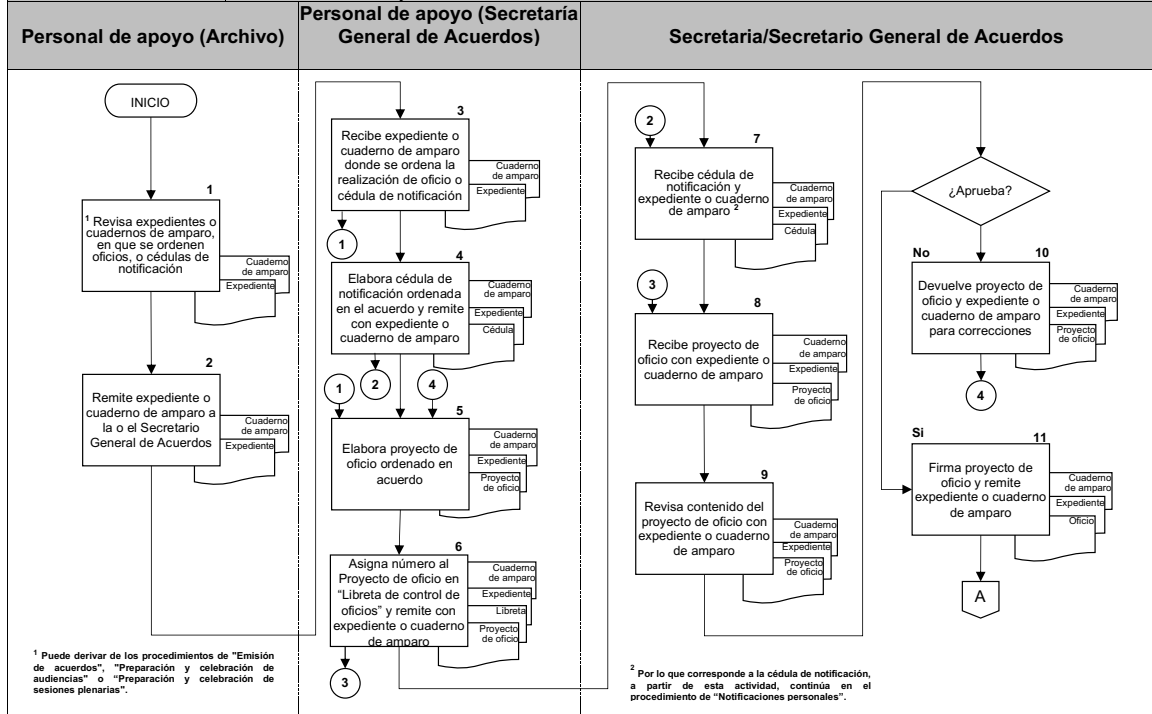 Personal de apoyo (Archivo)
Personal de apoyo (Secretaría
General de Acuerdos)
Secretaria/Secretario General de Acuerdos
INICIO
1
1 Revisa expedientes o
cuadernos de amparo,
en que se ordenen
oficios, o cédulas de
notificación
Cuaderno
de amparo
Expediente
2
Remite expediente o
cuaderno de amparo a
la o el Secretario
General de Acuerdos
Cuaderno
de amparo
Expediente
1 Puede derivar de los procedimientos de "Emisión
de acuerdos", "Preparación y celebración de
audiencias" o “Preparación y celebración de
sesiones plenarias".
3
Recibe expediente o
cuaderno de amparo
donde se ordena la
realización de oficio o
cédula de notificación
Cuaderno
de amparo
Expediente
1
4
Elabora cédula de
notificación ordenada
en el acuerdo y remite
con expediente o
cuaderno de amparo
Cuaderno
de amparo
Expediente
Cédula
1
2
4
5
Elabora proyecto de
oficio ordenado en
acuerdo
Cuaderno
de amparo
Expediente
Proyecto
de oficio
6
Asigna número al
Proyecto de oficio en
“Libreta de control de
oficios” y remite con
expediente o cuaderno
de amparo
Cuaderno
de amparo
Expediente
Libreta
Proyecto
de oficio
3
2
7
Recibe cédula de
notificación y
expediente o cuaderno
de amparo 2
Cuaderno
de amparo
Expediente
Cédula
3
8
Recibe proyecto de
oficio con expediente o
cuaderno de amparo
Cuaderno
de amparo
Expediente
Proyecto
de oficio
9
Revisa contenido del
proyecto de oficio con
expediente o cuaderno
de amparo
Cuaderno
de amparo
Expediente
Proyecto
de oficio
2 Por lo que corresponde a la cédula de notificación,
a partir de esta actividad, continúa en el
procedimiento de “Notificaciones personales”.
¿Aprueba?
No
10
Devuelve proyecto de
oficio y expediente o
cuaderno de amparo
para correcciones
Cuaderno
de amparo
Expediente
Proyecto
de oficio
4
Si
11
Firma proyecto de
oficio y remite
expediente o cuaderno
de amparo
Cuaderno
de amparo
Expediente
Oficio
A